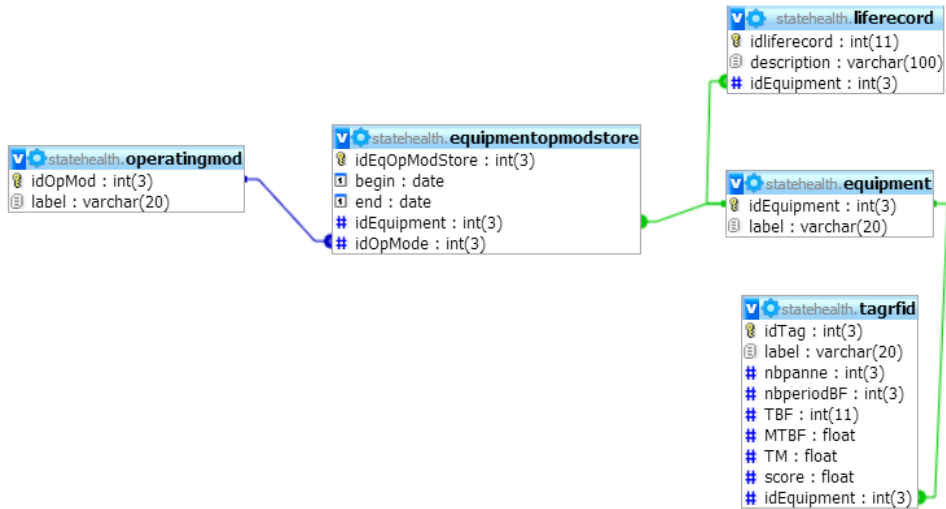 statehealth.liferecord
idliferecord : int(11)
description : varchar(100)
# idEquipment : int(3)
statehealth.operatingmod
idOpMod : int(3)
label : varchar(20)
statehealth.equipmentopmodstore
idEqOpModStore : int(3)
begin : date
end : date
# idEquipment : int(3)
# idOpMode : int(3)
statehealth.equipment
idEquipment : int(3)
label : varchar(20)
statehealth.tagrfid
idTag : int(3)
label : varchar(20)
# nbpanne : int(3)
# nbperiodBF : int(3)
# TBF : int(11)
# MTBF : float
# TM : float
# score : float
# idEquipment : int(3)